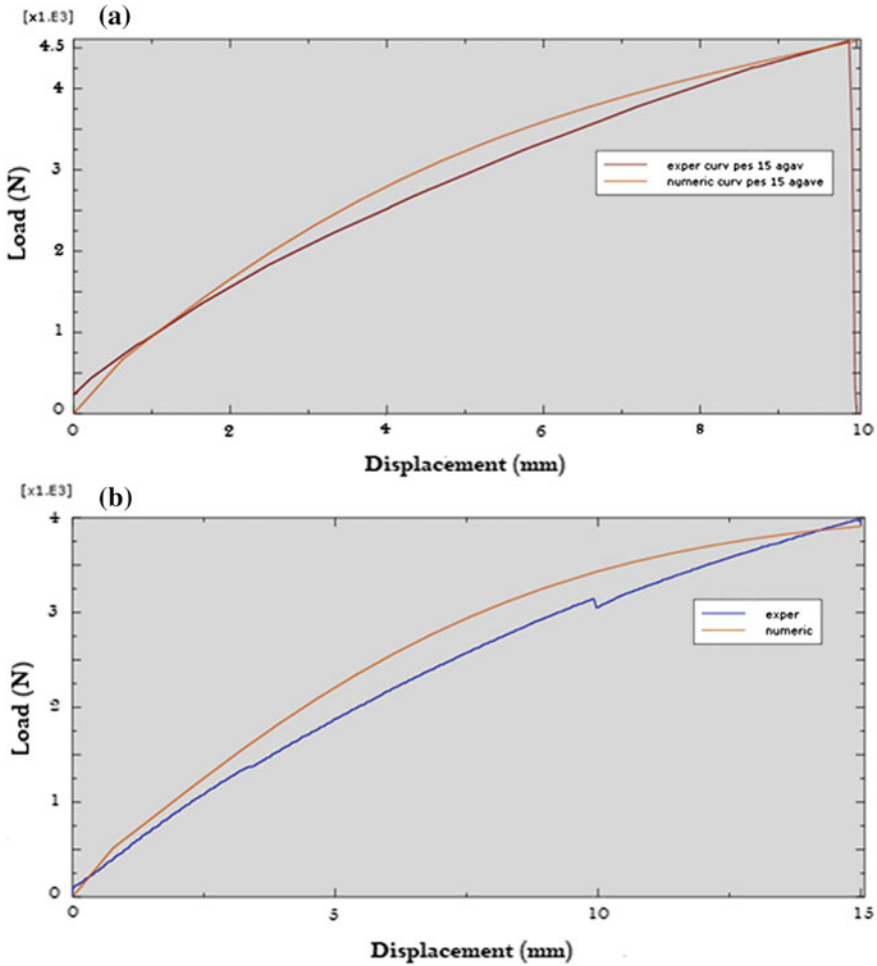 [x1.E3]
(a)
4.5
4
3
2
1
0
Load (N)
exper curv pes 15 agav
numeric curv pes 15 agave
0 2 4 6 8 10
Displacement (mm)
[x1.E3]
(b)
4
3
2
1
0
Load (N)
exper
numeric
0 5 10 15
Displacement (mm)